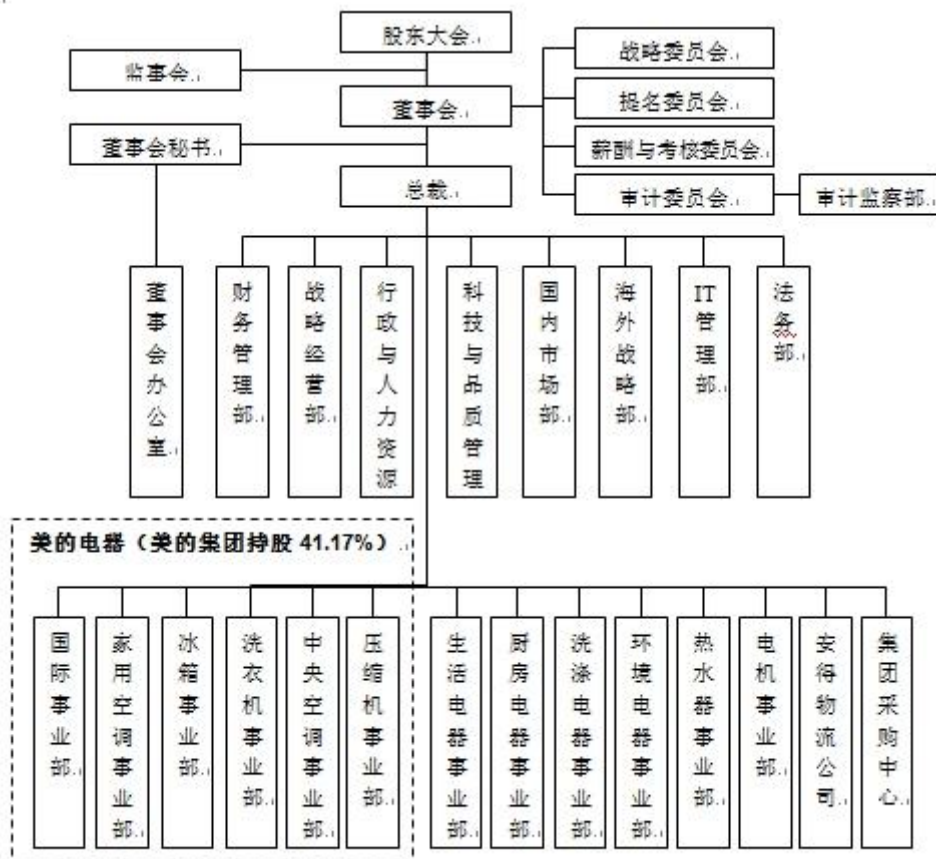 股东大会
监事会
战略委员会
董事会
提名委员会
董事会秘书
薪酬与考核委员会
总裁
审计委员会
审计监察部
董事会办公室
财务管理部
战略经营部
行政与人力资源
科技与品质管理
国内市场部
海外战略部
IT管理部
法务部
美的电器（美的集团持股 41.17%）
国际事业部
家用空调事业部
冰箱事业部
洗衣机事业部
中央空调事业部
压缩机事业部
生活电器事业部
厨房电器事业部
洗涤电器事业部
环境电器事业部
热水器事业部
电机事业部
安得物流公司
集团采购中心